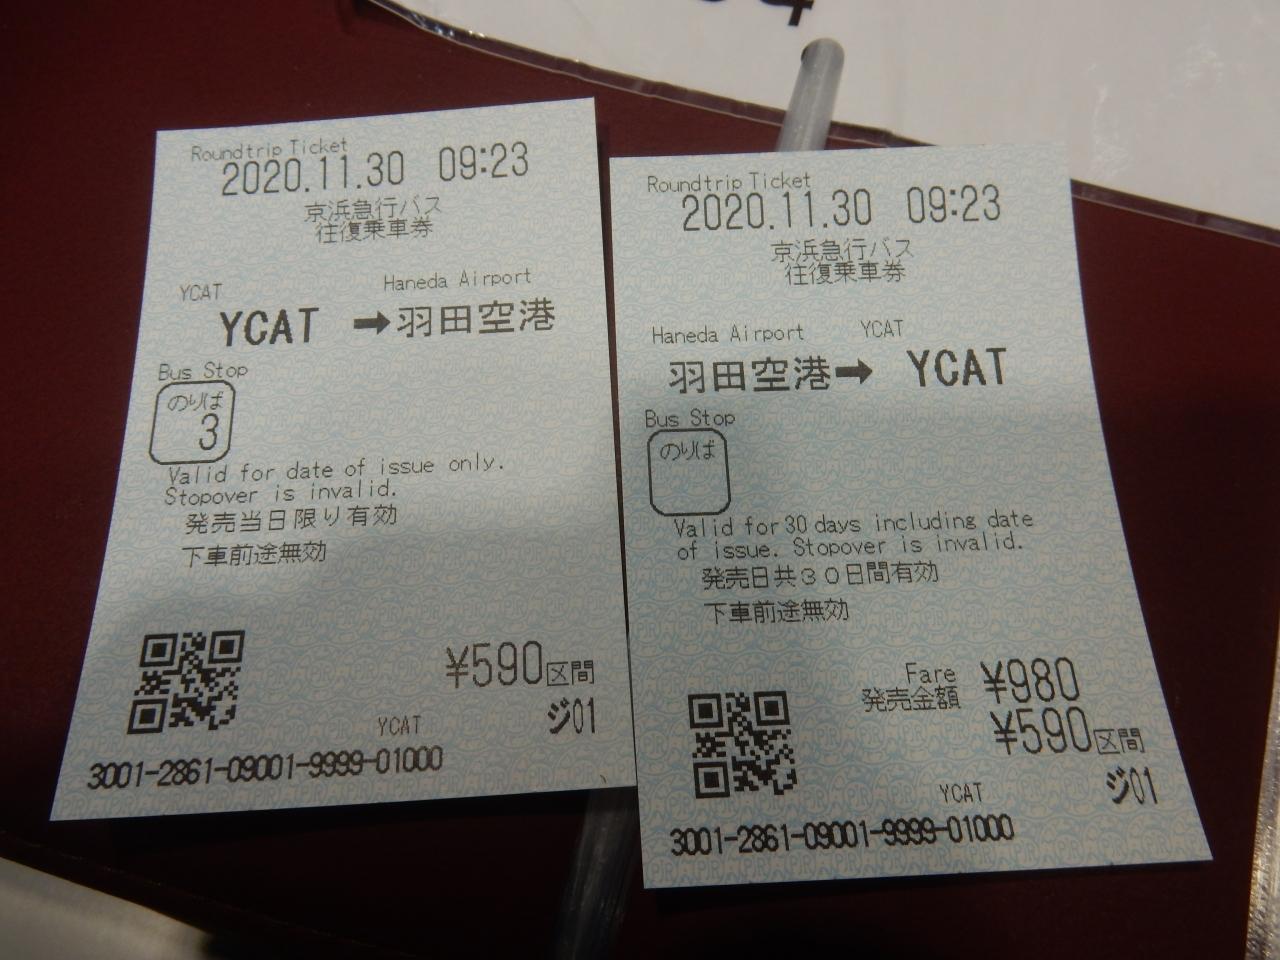 Roundtrip Ticket
2020.11.30 09:23
京浜急行バス
往復乗車券
YCAT Haneda Airport
YCAT ➡羽田空港
Bus Stop
のりば
3
Valid for date of issue only.
Stopover is invalid.
発売当日限り有効
下車前途無効
¥590区間
YCAT ジ01
3001-2861-09001-9999-01000
Roundtrip Ticket
2020.11.30 09:23
京浜急行バス
往復乗車券
Haneda Airport YCAT
羽田空港➡ YCAT
Bus Stop
のりば
Valid for 30 days including date
of issue. Stopover is invalid.
発売日共30日間有効
下車前途無効
Fare
発売金額 ¥980
¥590区間
YCAT ジ01
3001-2861-09001-9999-01000